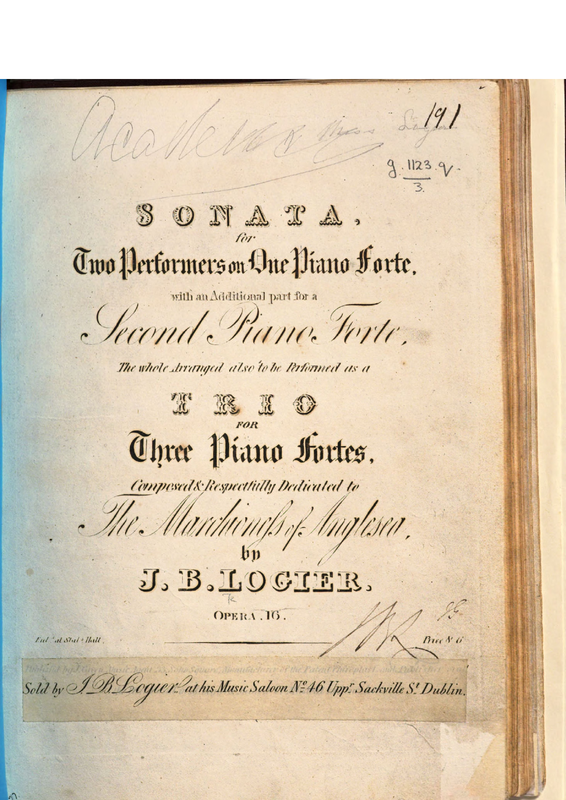 191
g. 1123. q.
3.
SONATA,
for
Two Performers on One Piano Forte,
with an Additional part for a
Second Piano Forte,
The whole Arranged also to be Performed as a
TRIO
FOR
Three Piano Fortes,
Composed & Respectfully Dedicated to
The Marchioneſs of Anglesea,
by
J. B. LOGIER.
OPERA. 16.
Ent.d at Sta.s Hall. Price
Sold by J B Logier at his Music Saloon No. 46 Uppr. Sackville St. Dublin.